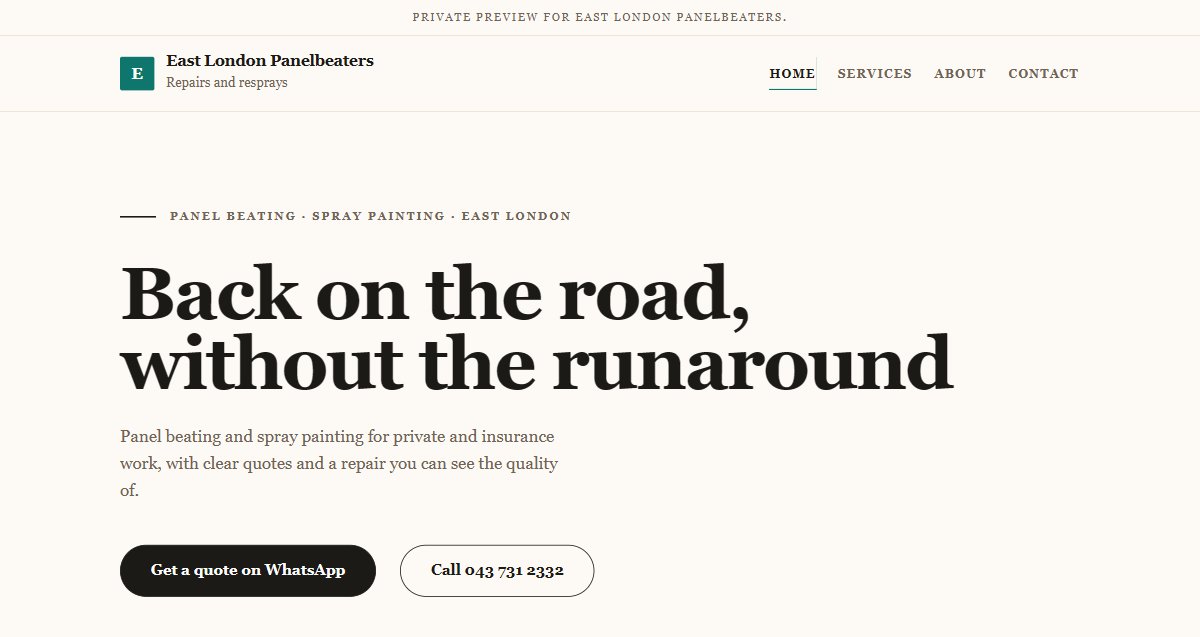 PRIVATE PREVIEW FOR EAST LONDON PANELBEATERS.
E
East London Panelbeaters
Repairs and resprays
HOME SERVICES ABOUT CONTACT
PANEL BEATING · SPRAY PAINTING · EAST LONDON
Back on the road,
without the runaround
Panel beating and spray painting for private and insurance
work, with clear quotes and a repair you can see the quality
of.
Get a quote on WhatsApp
Call 043 731 2332